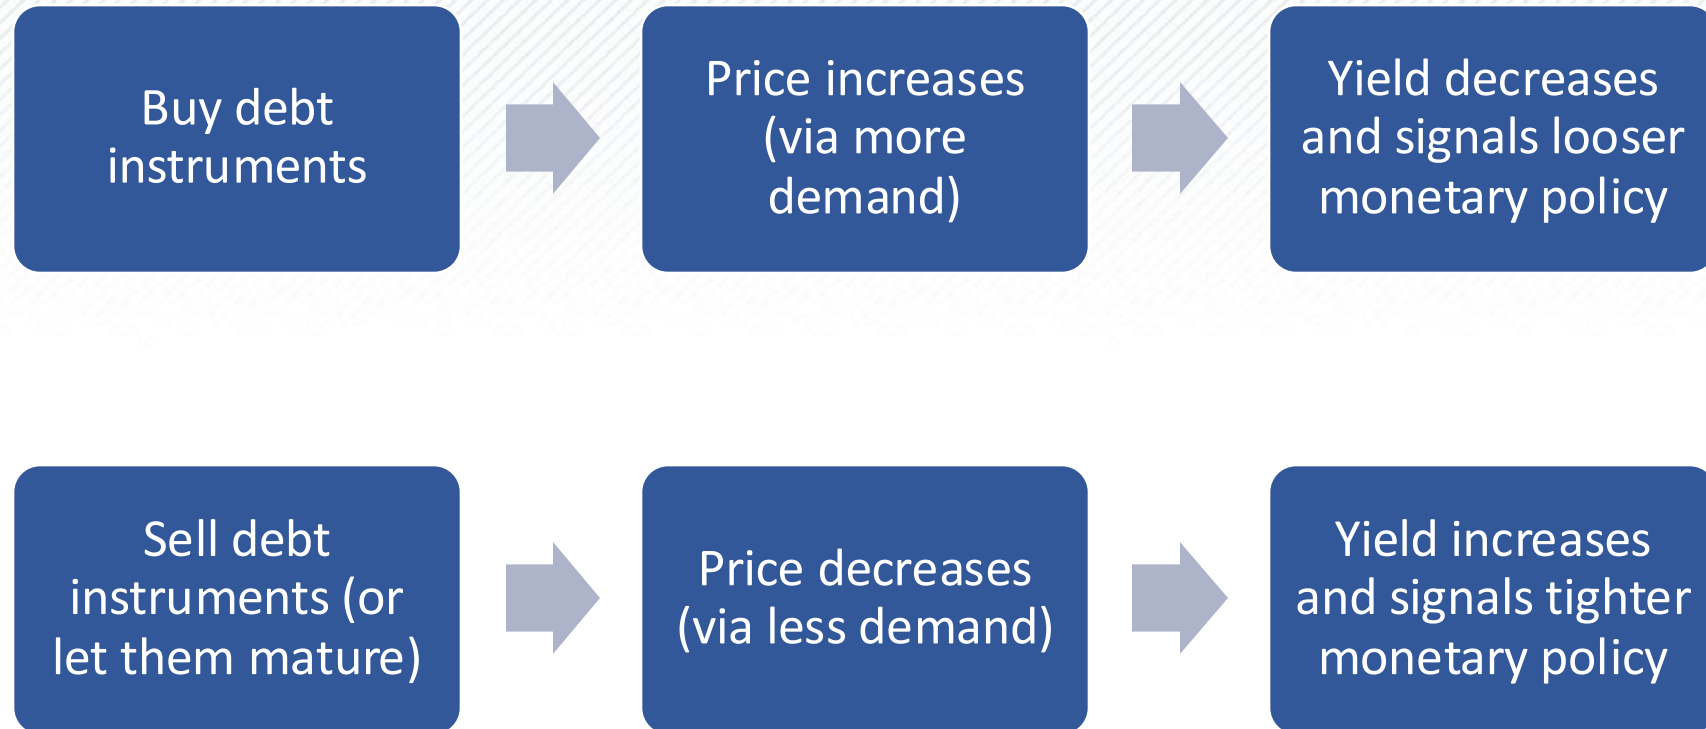 Buy debt
instruments
Price increases
(via more
demand)
Yield decreases
and signals looser
monetary policy
Sell debt
instruments (or
let them mature)
Price decreases
(via less demand)
Yield increases
and signals tighter
monetary policy